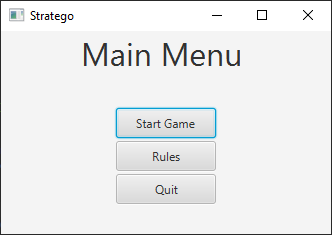 Stratego
Main Menu
Start Game
Rules
Quit